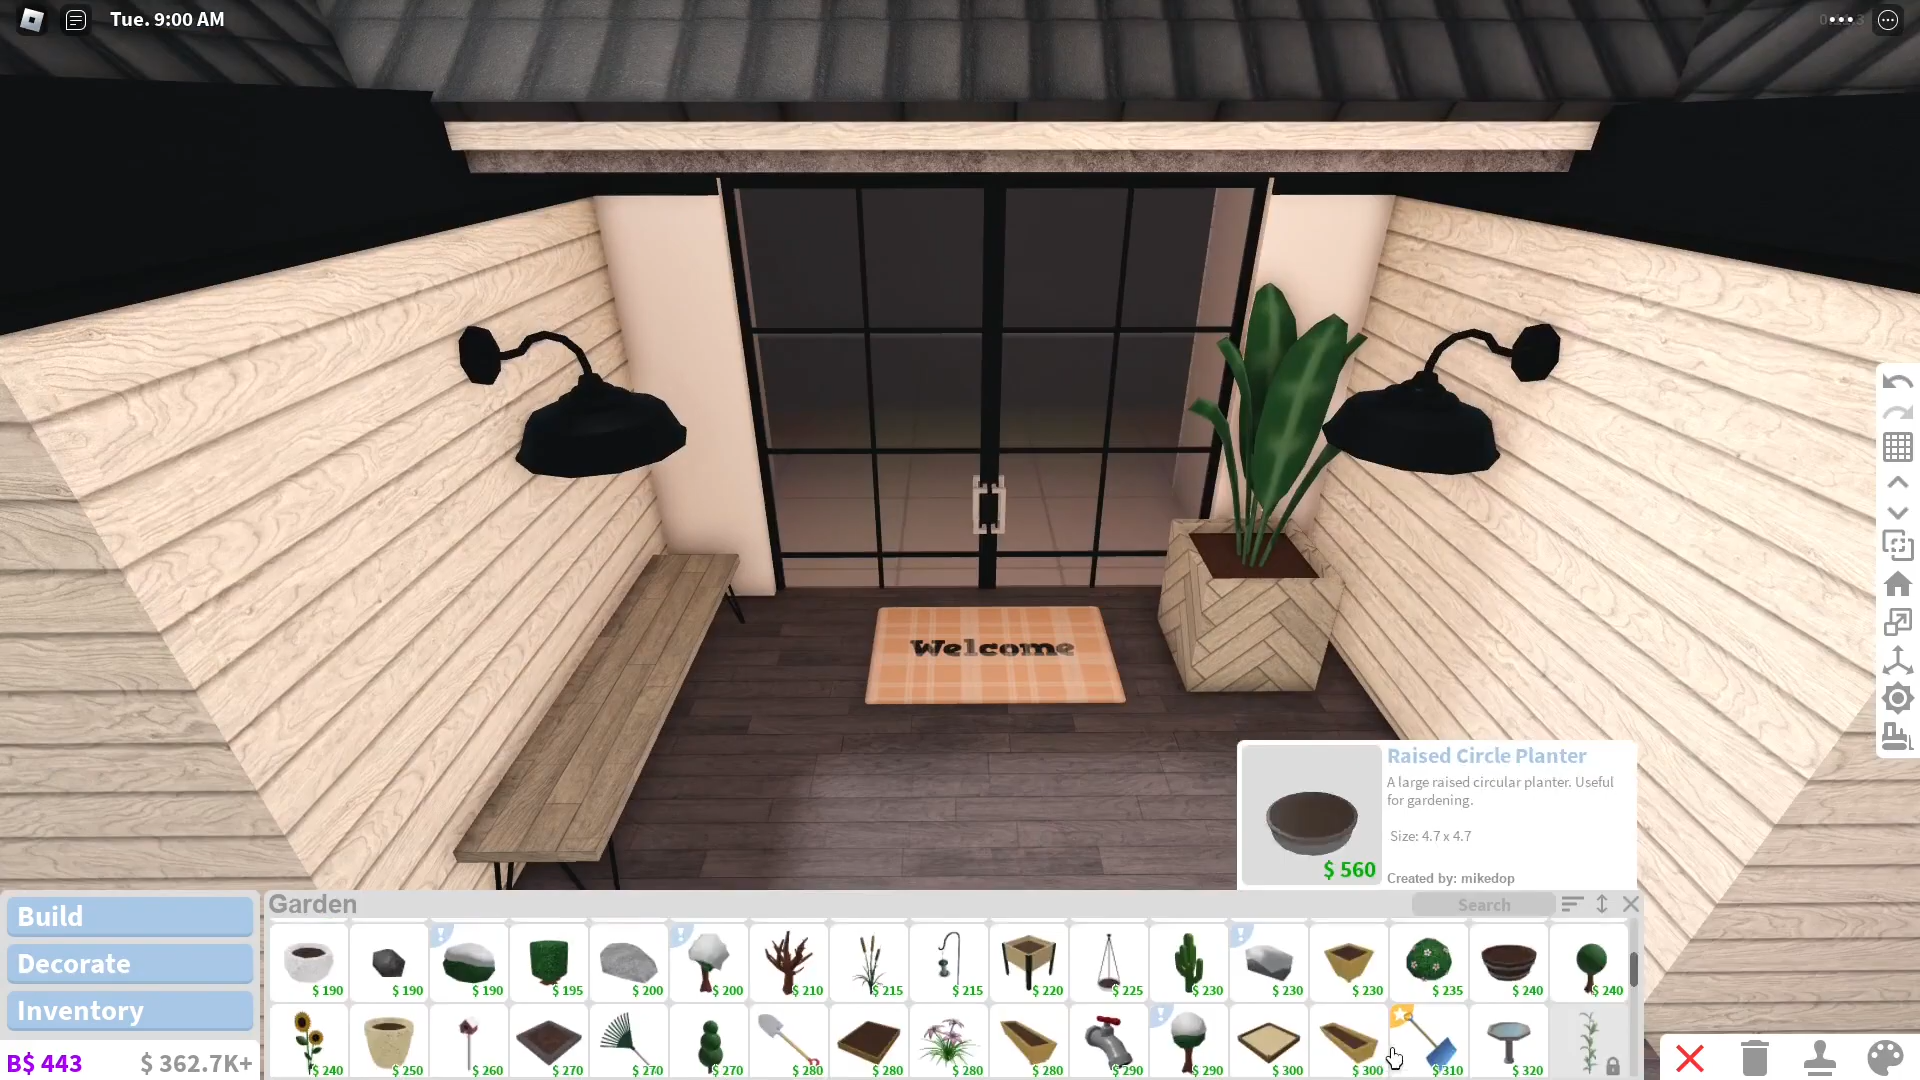 Tue. 9:00 AM
Welcome
Raised Circle Planter
A large raised circular planter. Useful
for gardening.
Size: 4.7 x 4.7
$ 560
Created by: mikedop
Build
Decorate
Inventory
B$ 443
$ 362.7K+
Garden
Search
$ 190
$ 190
$ 190
$ 195
$ 200
$ 200
$ 210
$ 215
$ 215
$ 220
$ 225
$ 230
$ 230
$ 230
$ 235
$ 240
$ 240
$ 240
$ 250
$ 260
$ 270
$ 270
$ 270
$ 280
$ 280
$ 280
$ 280
$ 290
$ 290
$ 300
$ 300
$ 310
$ 320